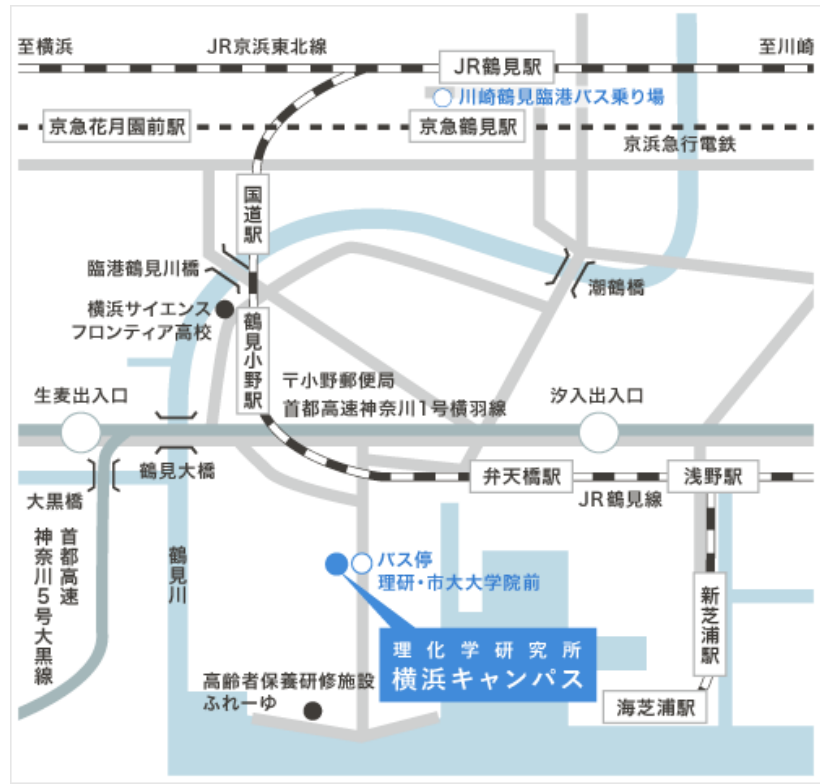 至横浜
JR京浜東北線
JR鶴見駅
至川崎
川崎鶴見臨港バス乗り場
京急花月園前駅
京急鶴見駅
京浜急行電鉄
国道駅
臨港鶴見川橋
潮鶴橋
横浜サイエンス
フロンティア高校
鶴見小野駅
〒小野郵便局
首都高速神奈川1号横羽線
生麦出入口
汐入出入口
鶴見大橋
弁天橋駅
浅野駅
大黒橋
JR鶴見線
首都高速
神奈川5号大黒線
鶴見川
バス停
理研・市大大学院前
新芝浦駅
理化学研究所
横浜キャンパス
高齢者保養研修施設
ふれーゆ
海芝浦駅